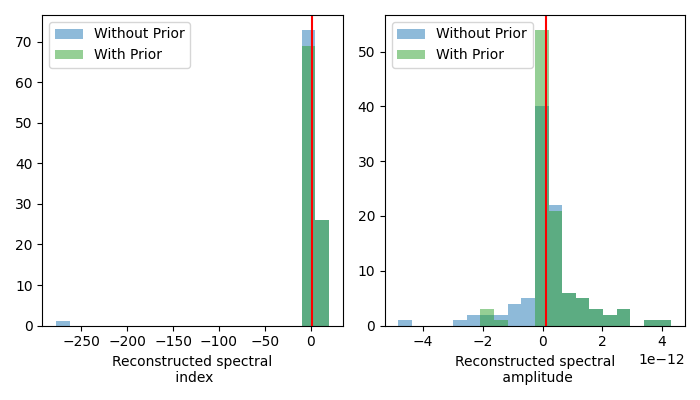 Without Prior
With Prior
70
60
50
40
30
20
10
0
−250
−200
−150
−100
−50
0
Reconstructed spectral
index
Without Prior
With Prior
50
40
30
20
10
0
−4
−2
0
2
4
1e−12
Reconstructed spectral
amplitude